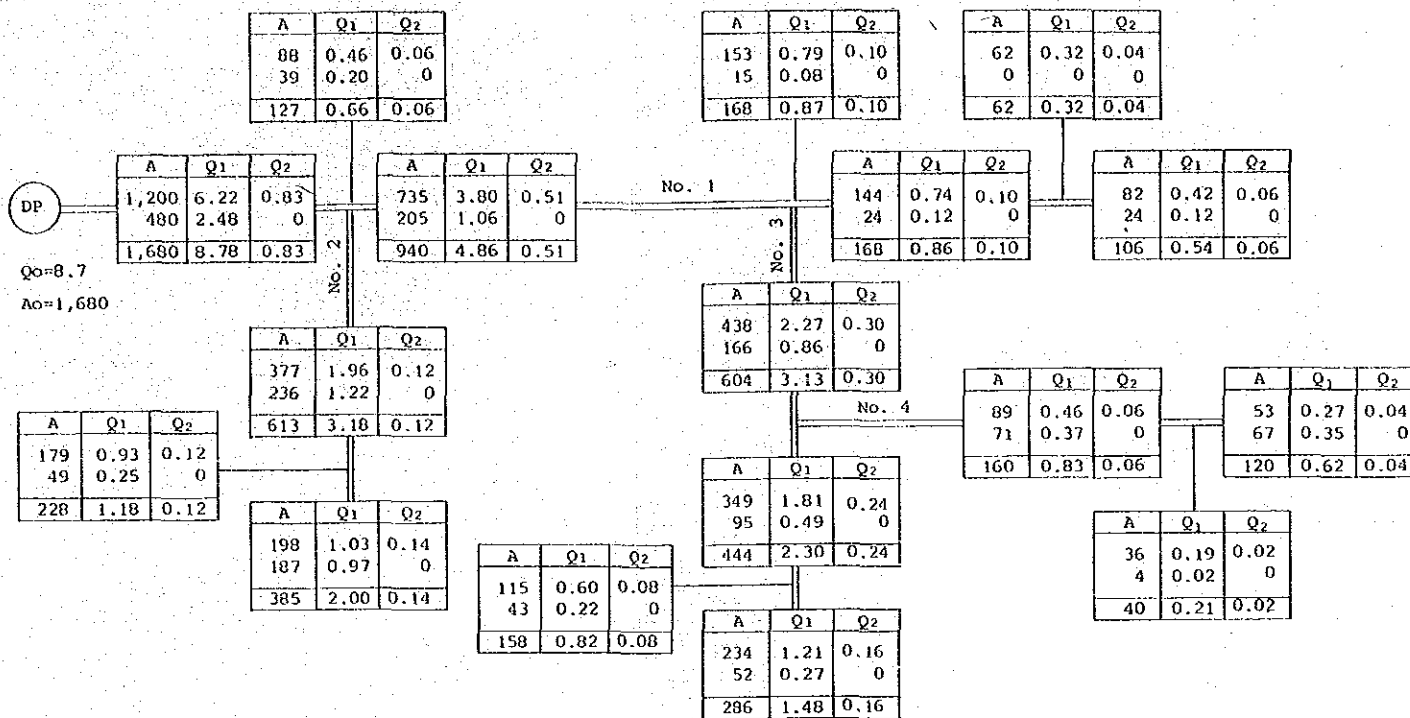 A Q1 Q2
88 0.46 0.06
39 0.20 0
127 0.66 0.06
A Q1 Q2
153 0.79 0.10
15 0.08 0
168 0.87 0.10
A Q1 Q2
62 0.32 0.04
0 0 0
62 0.32 0.04
DP
Qo=8.7
Ao=1,680
A Q1 Q2
1,200 6.22 0.83
480 2.48 0
1,680 8.78 0.83
A Q1 Q2
735 3.80 0.51
205 1.06 0
940 4.86 0.51
No. 1
A Q1 Q2
144 0.74 0.10
24 0.12 0
168 0.86 0.10
A Q1 Q2
82 0.42 0.06
24 0.12 0
106 0.54 0.06
No. 2
No. 3
A Q1 Q2
377 1.96 0.12
236 1.22 0
613 3.18 0.12
A Q1 Q2
438 2.27 0.30
166 0.86 0
604 3.13 0.30
No. 4
A Q1 Q2
89 0.46 0.06
71 0.37 0
160 0.83 0.06
A Q1 Q2
53 0.27 0.04
67 0.35 0
120 0.62 0.04
A Q1 Q2
179 0.93 0.12
49 0.25 0
228 1.18 0.12
A Q1 Q2
198 1.03 0.14
187 0.97 0
385 2.00 0.14
A Q1 Q2
349 1.81 0.24
95 0.49 0
444 2.30 0.24
A Q1 Q2
36 0.19 0.02
4 0.02 0
40 0.21 0.02
A Q1 Q2
115 0.60 0.08
43 0.22 0
158 0.82 0.08
A Q1 Q2
234 1.21 0.16
52 0.27 0
286 1.48 0.16